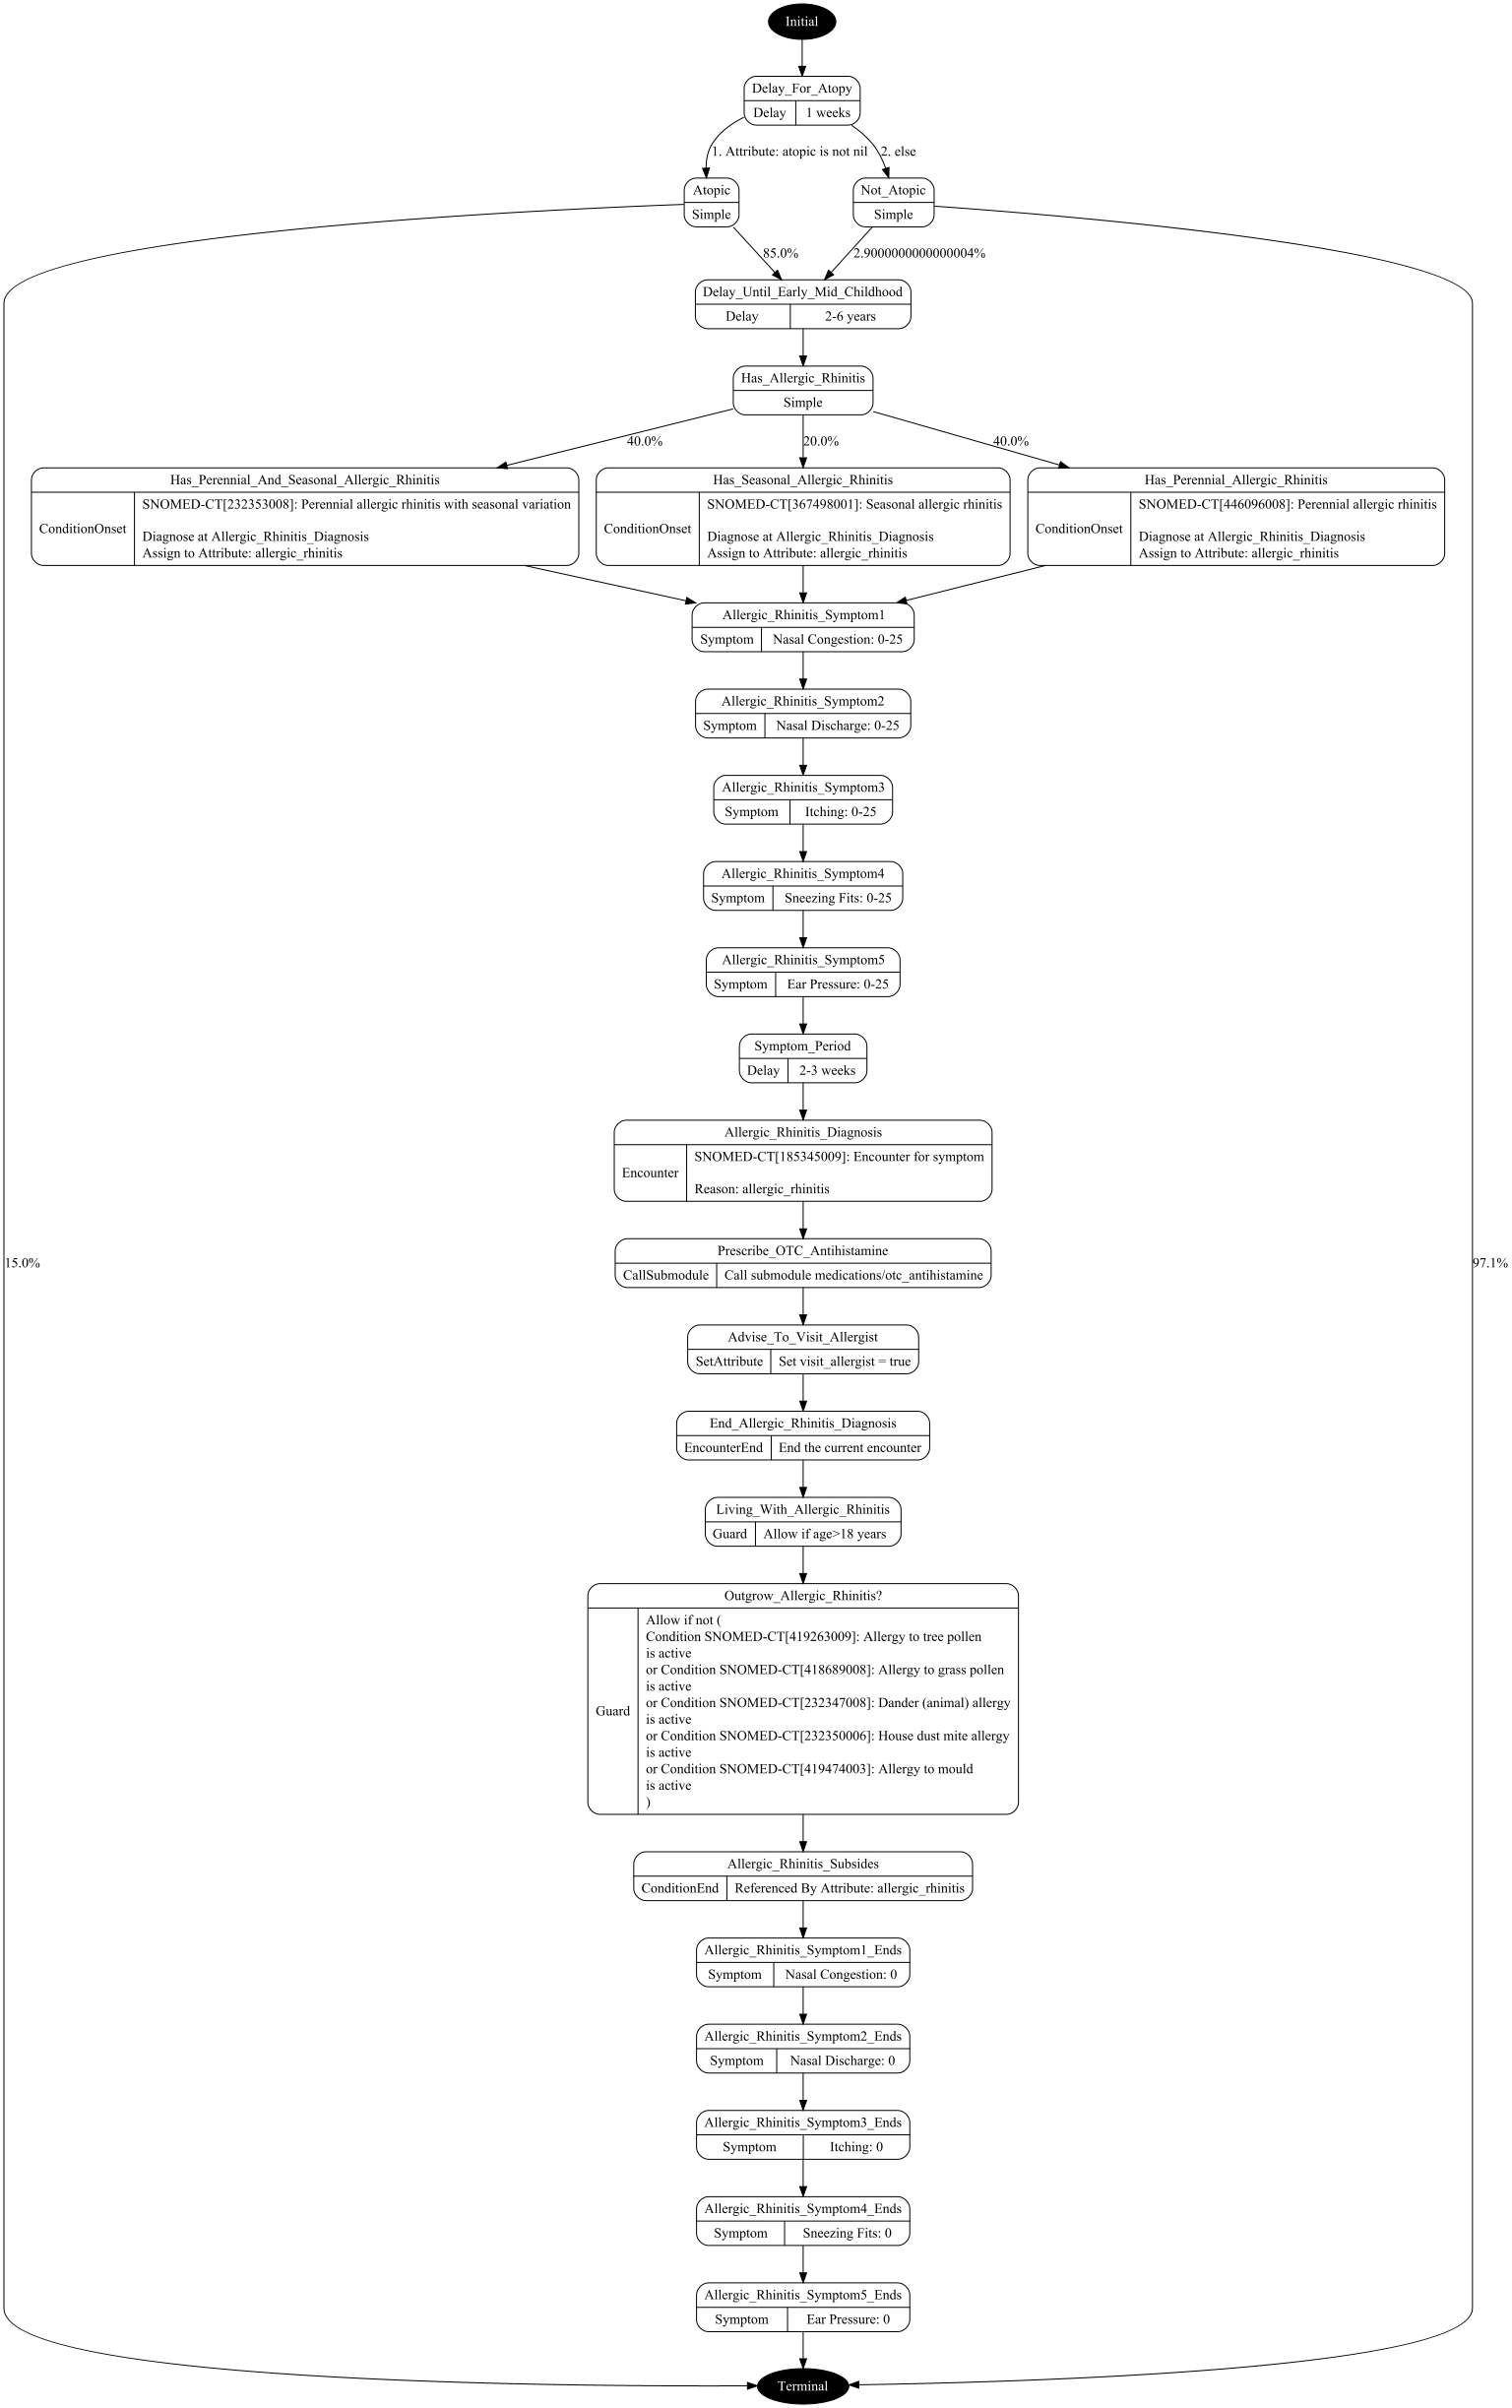 Initial
Delay_For_Atopy
Delay
1 weeks
1. Attribute: atopic is not nil
2. else
Atopic
Simple
Not_Atopic
Simple
85.0%
2.9000000000000004%
Delay_Until_Early_Mid_Childhood
Delay
2-6 years
Has_Allergic_Rhinitis
Simple
40.0%
20.0%
40.0%
Has_Perennial_And_Seasonal_Allergic_Rhinitis
ConditionOnset
SNOMED-CT[232353008]: Perennial allergic rhinitis with seasonal variation
Diagnose at Allergic_Rhinitis_Diagnosis
Assign to Attribute: allergic_rhinitis
Has_Seasonal_Allergic_Rhinitis
ConditionOnset
SNOMED-CT[367498001]: Seasonal allergic rhinitis
Diagnose at Allergic_Rhinitis_Diagnosis
Assign to Attribute: allergic_rhinitis
Has_Perennial_Allergic_Rhinitis
ConditionOnset
SNOMED-CT[446096008]: Perennial allergic rhinitis
Diagnose at Allergic_Rhinitis_Diagnosis
Assign to Attribute: allergic_rhinitis
Allergic_Rhinitis_Symptom1
Symptom
Nasal Congestion: 0-25
Allergic_Rhinitis_Symptom2
Symptom
Nasal Discharge: 0-25
Allergic_Rhinitis_Symptom3
Symptom
Itching: 0-25
Allergic_Rhinitis_Symptom4
Symptom
Sneezing Fits: 0-25
Allergic_Rhinitis_Symptom5
Symptom
Ear Pressure: 0-25
Symptom_Period
Delay
2-3 weeks
Allergic_Rhinitis_Diagnosis
Encounter
SNOMED-CT[185345009]: Encounter for symptom
Reason: allergic_rhinitis
Prescribe_OTC_Antihistamine
CallSubmodule
Call submodule medications/otc_antihistamine
15.0%
97.1%
Advise_To_Visit_Allergist
SetAttribute
Set visit_allergist = true
End_Allergic_Rhinitis_Diagnosis
EncounterEnd
End the current encounter
Living_With_Allergic_Rhinitis
Guard
Allow if age>18 years
Outgrow_Allergic_Rhinitis?
Guard
Allow if not (
Condition SNOMED-CT[419263009]: Allergy to tree pollen
is active
or Condition SNOMED-CT[418689008]: Allergy to grass pollen
is active
or Condition SNOMED-CT[232347008]: Dander (animal) allergy
is active
or Condition SNOMED-CT[232350006]: House dust mite allergy
is active
or Condition SNOMED-CT[419474003]: Allergy to mould
is active
)
Allergic_Rhinitis_Subsides
ConditionEnd
Referenced By Attribute: allergic_rhinitis
Allergic_Rhinitis_Symptom1_Ends
Symptom
Nasal Congestion: 0
Allergic_Rhinitis_Symptom2_Ends
Symptom
Nasal Discharge: 0
Allergic_Rhinitis_Symptom3_Ends
Symptom
Itching: 0
Allergic_Rhinitis_Symptom4_Ends
Symptom
Sneezing Fits: 0
Allergic_Rhinitis_Symptom5_Ends
Symptom
Ear Pressure: 0
Terminal